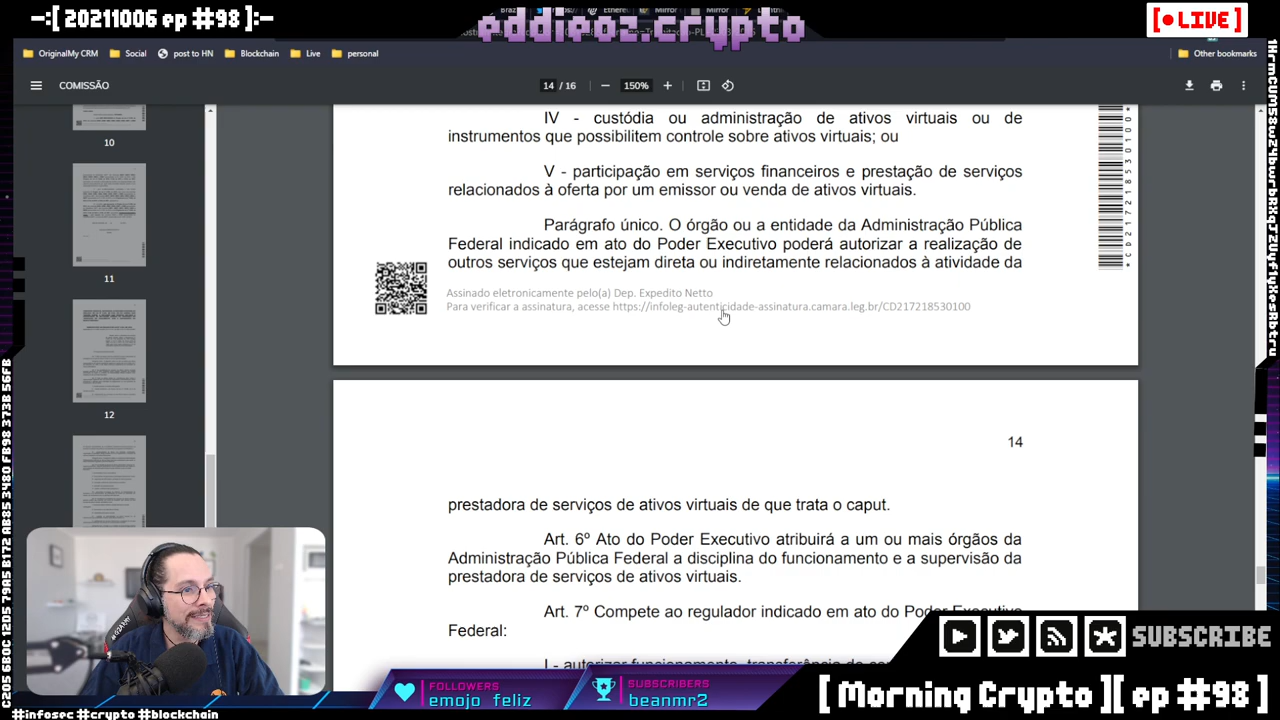 -:[ 20211006 ep #98 ]:-
eddieoz.crypto
[● LIVE]
OriginalMy CRM
Social
post to HN
Blockchain
Live
personal
Other bookmarks
COMISSÃO
14 / 16
150%
10
11
12
IV - custódia ou administração de ativos virtuais ou de
instrumentos que possibilitem controle sobre ativos virtuais; ou
V - participação em serviços financeiros e prestação de serviços
relacionados à oferta por um emissor ou venda de ativos virtuais.
Parágrafo único. O órgão ou a entidade da Administração Pública
Federal indicado em ato do Poder Executivo poderá autorizar a realização de
outros serviços que estejam direta ou indiretamente relacionados à atividade da
Assinado eletronicamente pelo(a) Dep. Expedito Netto
Para verificar a assinatura, acesse https://infoleg-autenticidade-assinatura.camara.leg.br/CD217218530100
*CD217218530100*
14
prestadora de serviços de ativos virtuais de que trata o caput.
Art. 6º Ato do Poder Executivo atribuirá a um ou mais órgãos da
Administração Pública Federal a disciplina do funcionamento e a supervisão da
prestadora de serviços de ativos virtuais.
Art. 7º Compete ao regulador indicado em ato do Poder Executivo
Federal:
I - autorizar funcionamento, transferência de
SUBSCRIBE
FOLLOWERS
emojo_feliz
SUBSCRIBERS
beanmr2
[ Morning Crypto ][ ep #98 ]
#infosec #crypto #blockchain